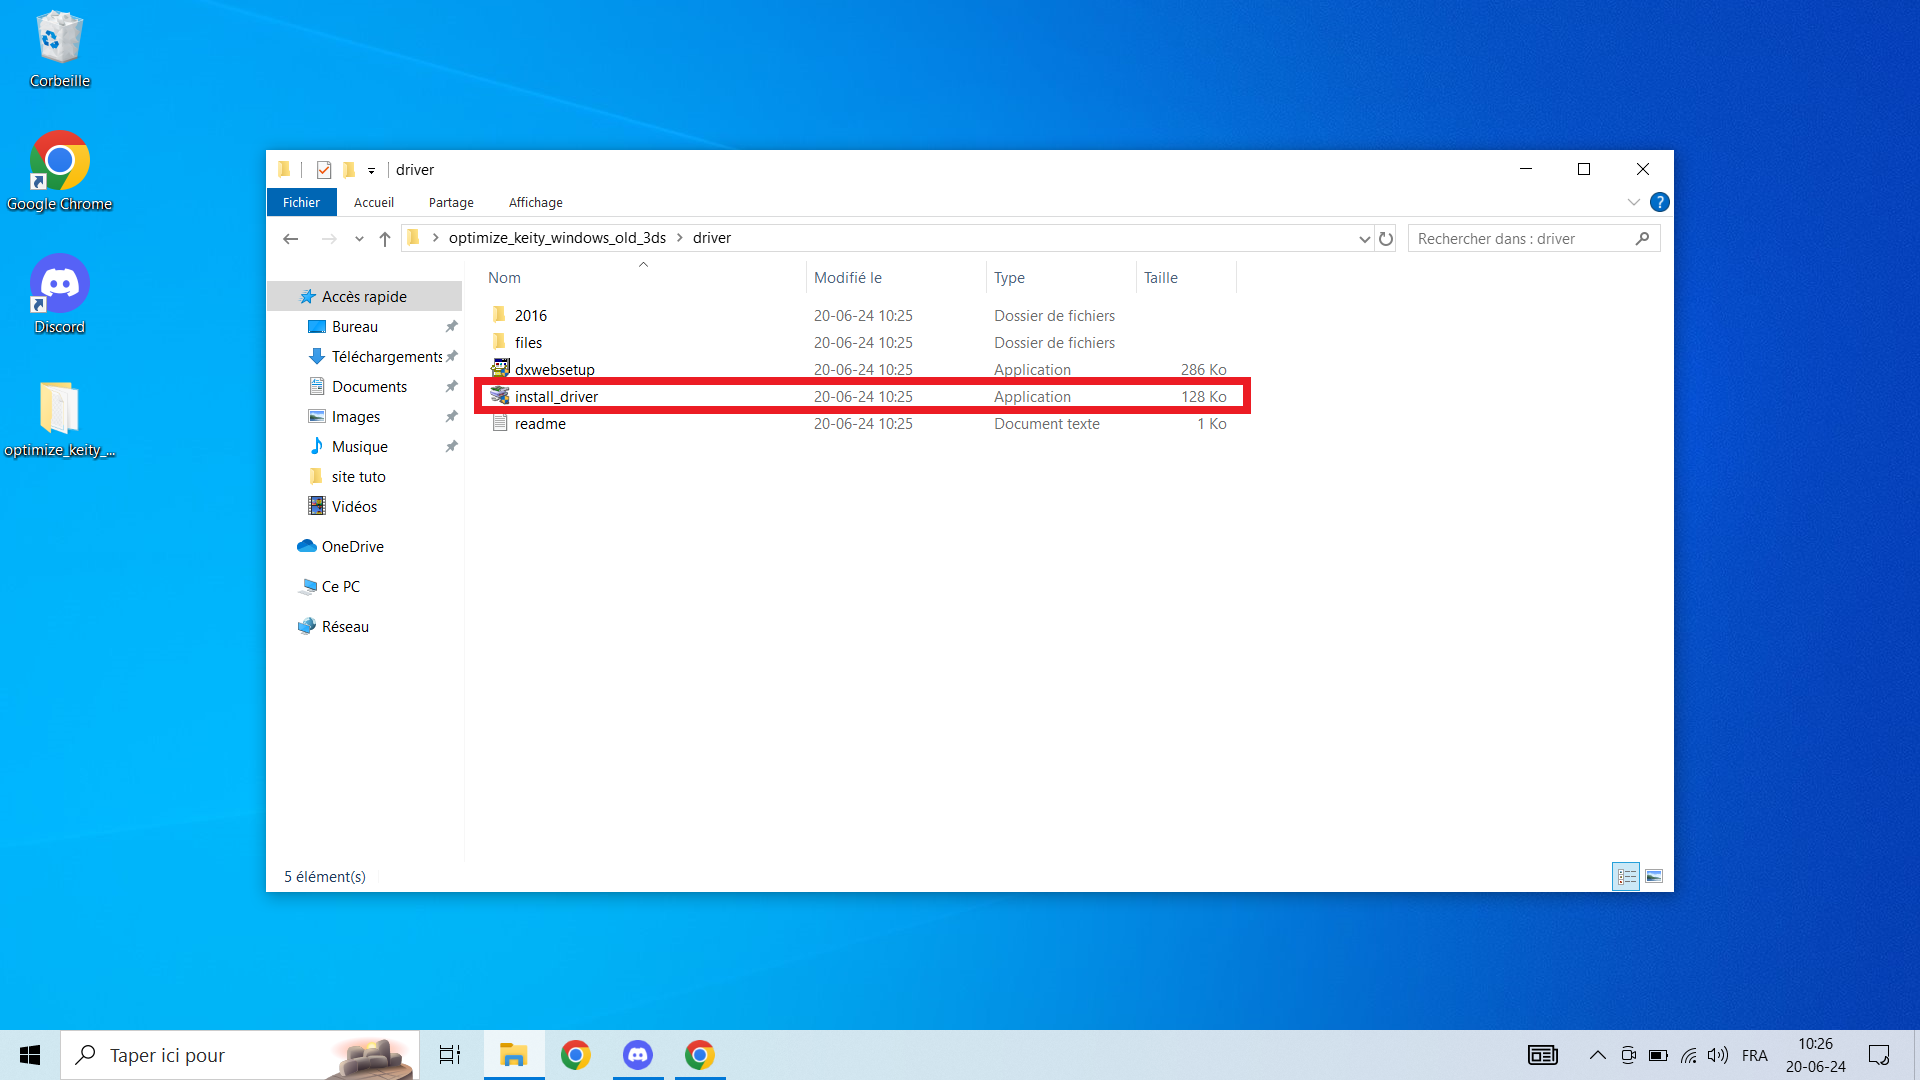 Corbeille
Google Chrome
Discord
optimize_keity_...
driver
Fichier
Accueil
Partage
Affichage
?
optimize_keity_windows_old_3ds
driver
Rechercher dans : driver
Nom
Modifié le
Type
Taille
Accès rapide
Bureau
Téléchargements
Documents
Images
Musique
site tuto
Vidéos
OneDrive
Ce PC
Réseau
2016 20-06-24 10:25 Dossier de fichiers
files 20-06-24 10:25 Dossier de fichiers
dxwebsetup 20-06-24 10:25 Application 286 Ko
install_driver 20-06-24 10:25 Application 128 Ko
readme 20-06-24 10:25 Document texte 1 Ko
5 élément(s)
Taper ici pour
FRA
10:26
20-06-24